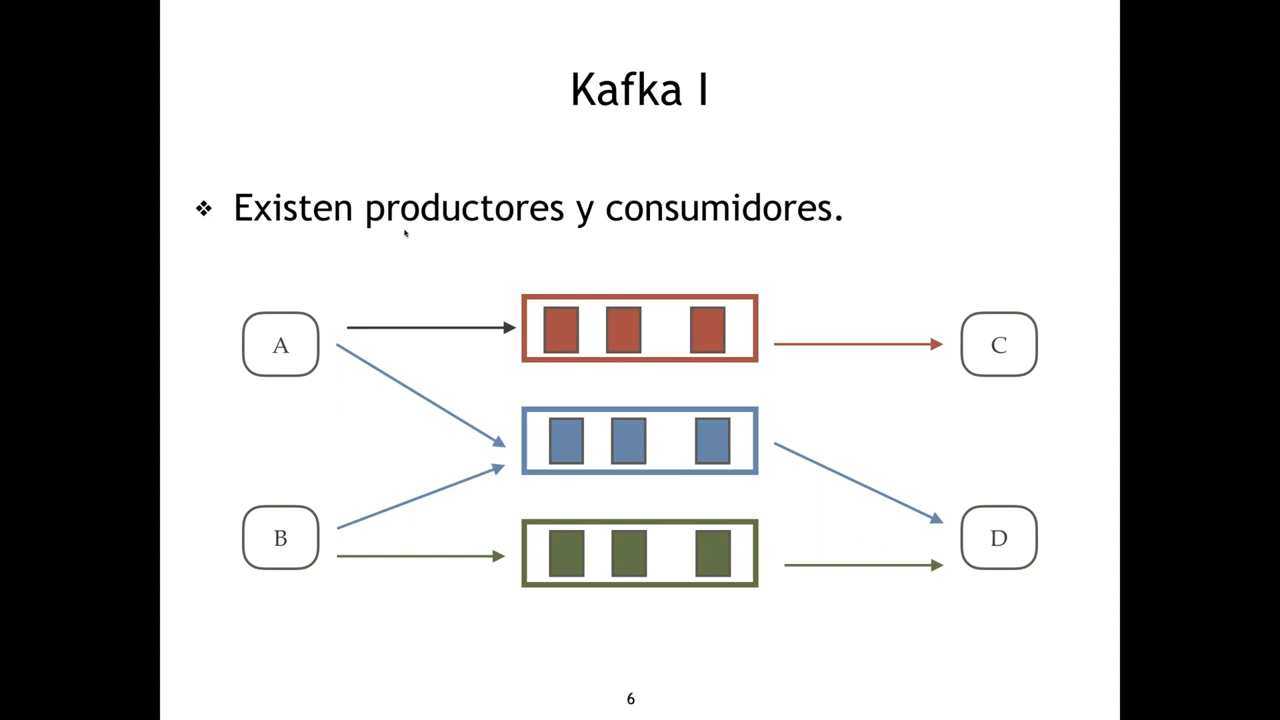 Kafka I
❖ Existen productores y consumidores.
A
C
B
D
6